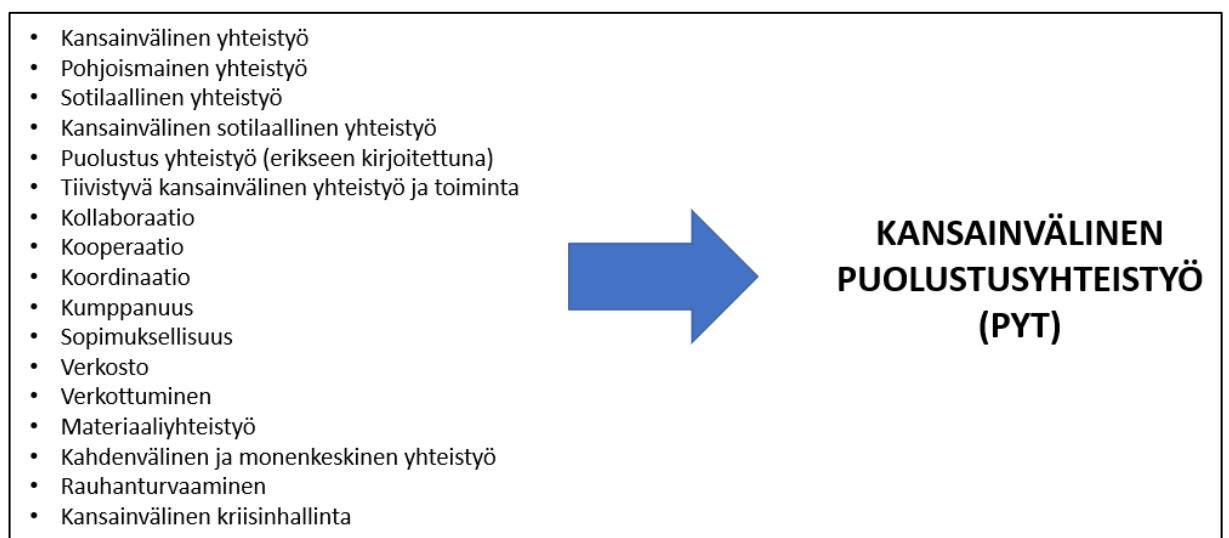 • Kansainvälinen yhteistyö
• Pohjoismainen yhteistyö
• Sotilaallinen yhteistyö
• Kansainvälinen sotilaallinen yhteistyö
• Puolustus yhteistyö (erikseen kirjoitettuna)
• Tiivistyvä kansainvälinen yhteistyö ja toiminta
• Kollaboraatio
• Kooperaatio
• Koordinaatio
• Kumppanuus
• Sopimuksellisuus
• Verkosto
• Verkottuminen
• Materiaaliyhteistyö
• Kahdenvälinen ja monenkeskinen yhteistyö
• Rauhanturvaaminen
• Kansainvälinen kriisinhallinta
KANSAINVÄLINEN
PUOLUSTUSYHTEISTYÖ
(PYT)